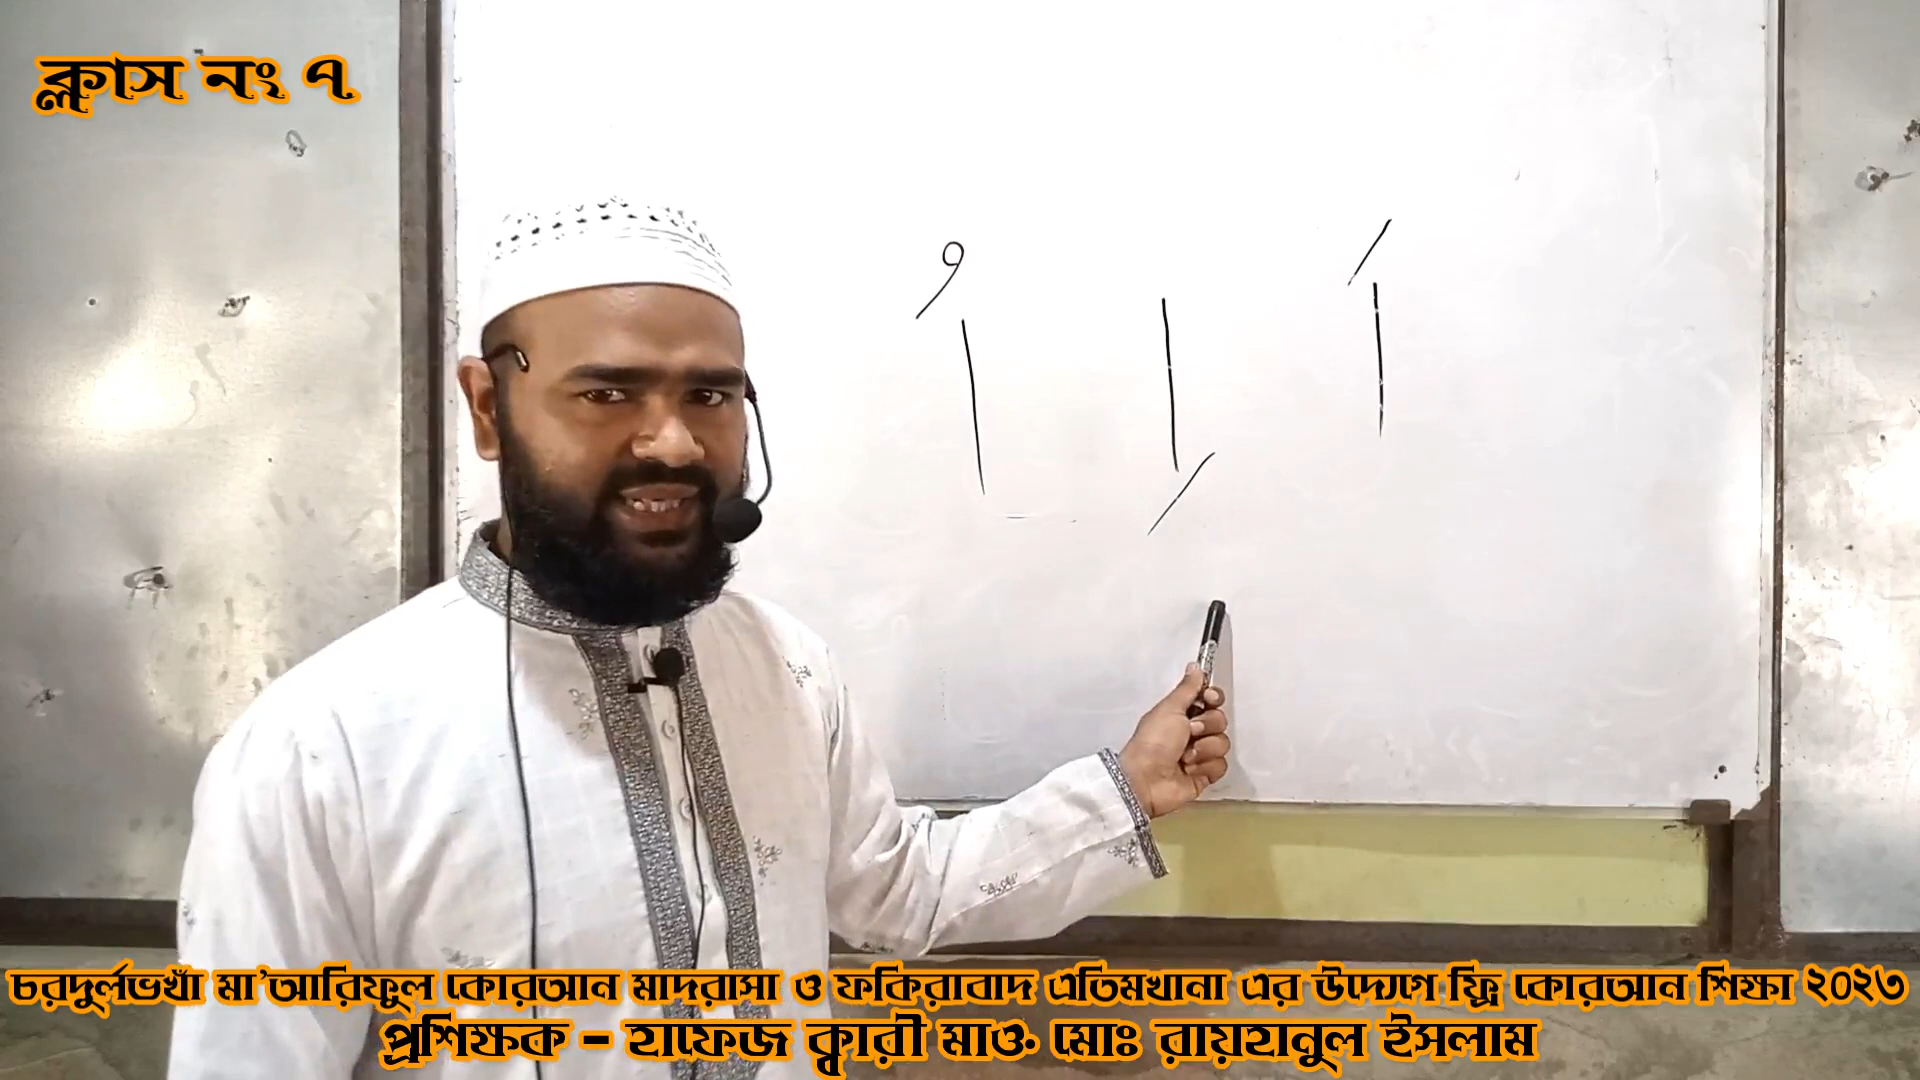 ক্লাস নং ৭
اَ اِ اُ
চরদুর্লভখাঁ মা'আরিফুল কোরআন মাদরাসা ও ফকিরাবাদ এতিমখানা এর উদ্যেগে ফ্রি কোরআন শিক্ষা ২০২৩
প্রশিক্ষক - হাফেজ ক্বারী মাওঃ মোঃ রায়হানুল ইসলাম